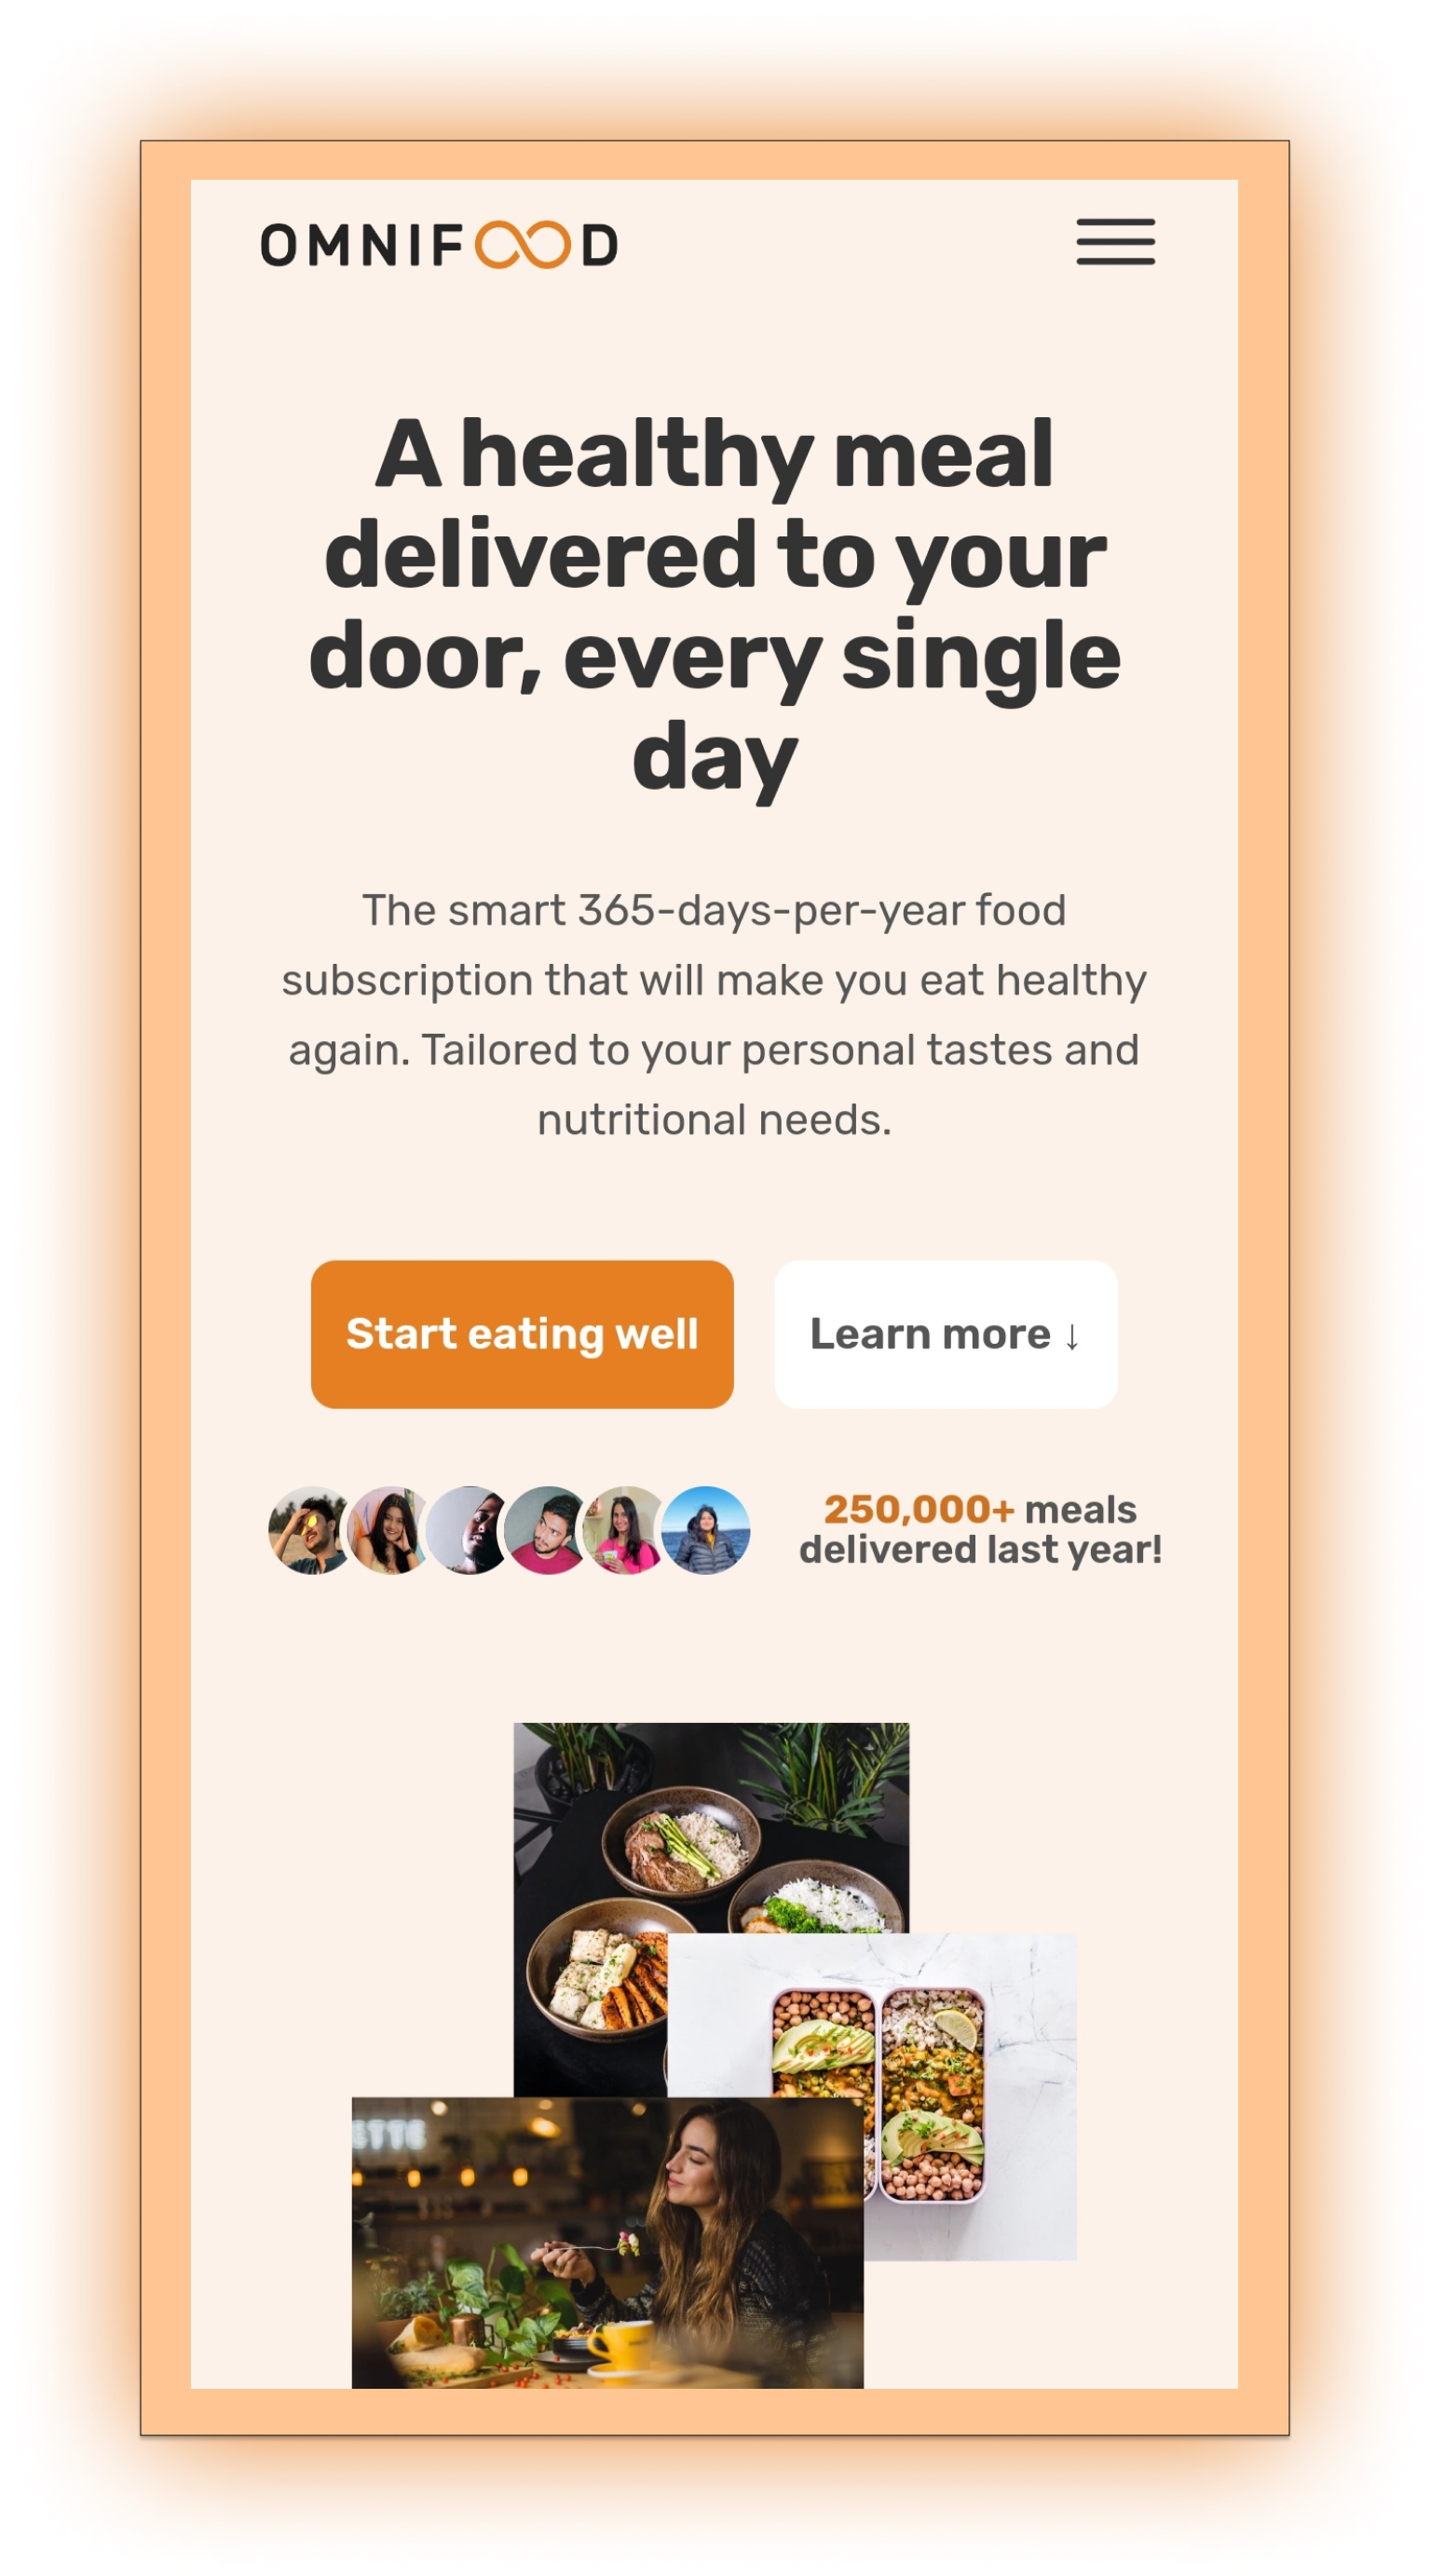 OMNIFOOD
A healthy meal
delivered to your
door, every single
day
The smart 365-days-per-year food
subscription that will make you eat healthy
again. Tailored to your personal tastes and
nutritional needs.
Start eating well
Learn more ↓
250,000+ meals
delivered last year!
ETTE